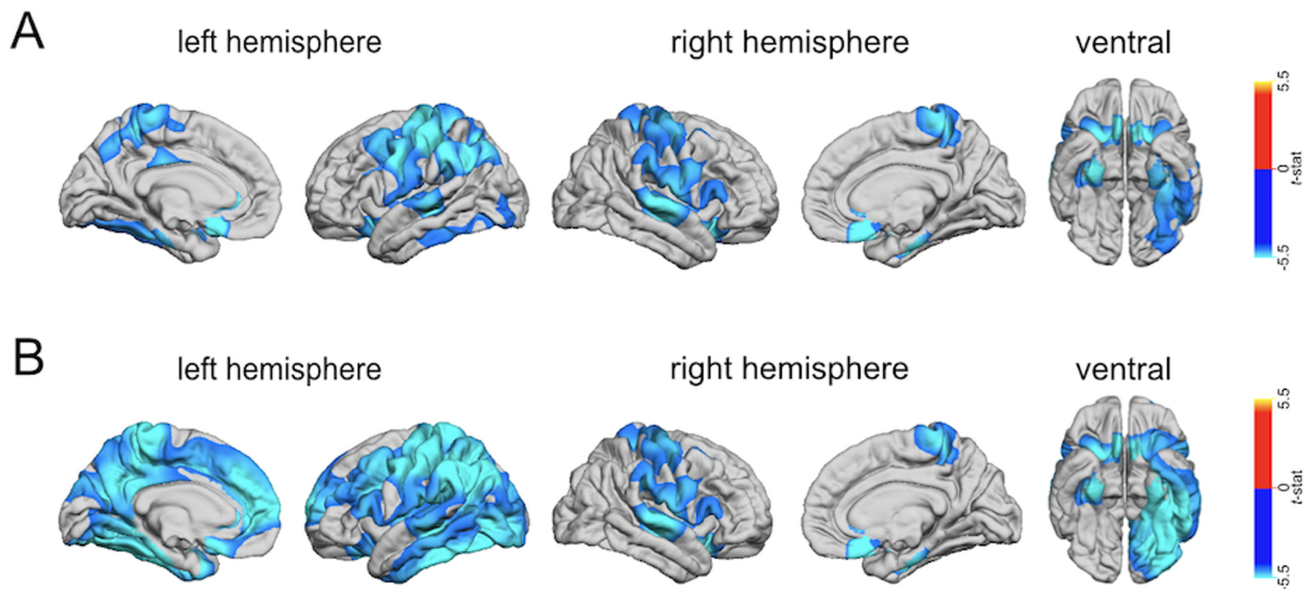 A
left hemisphere
right hemisphere
ventral
5.5
0
t-stat
-5.5
B
left hemisphere
right hemisphere
ventral
5.5
0
t-stat
-5.5